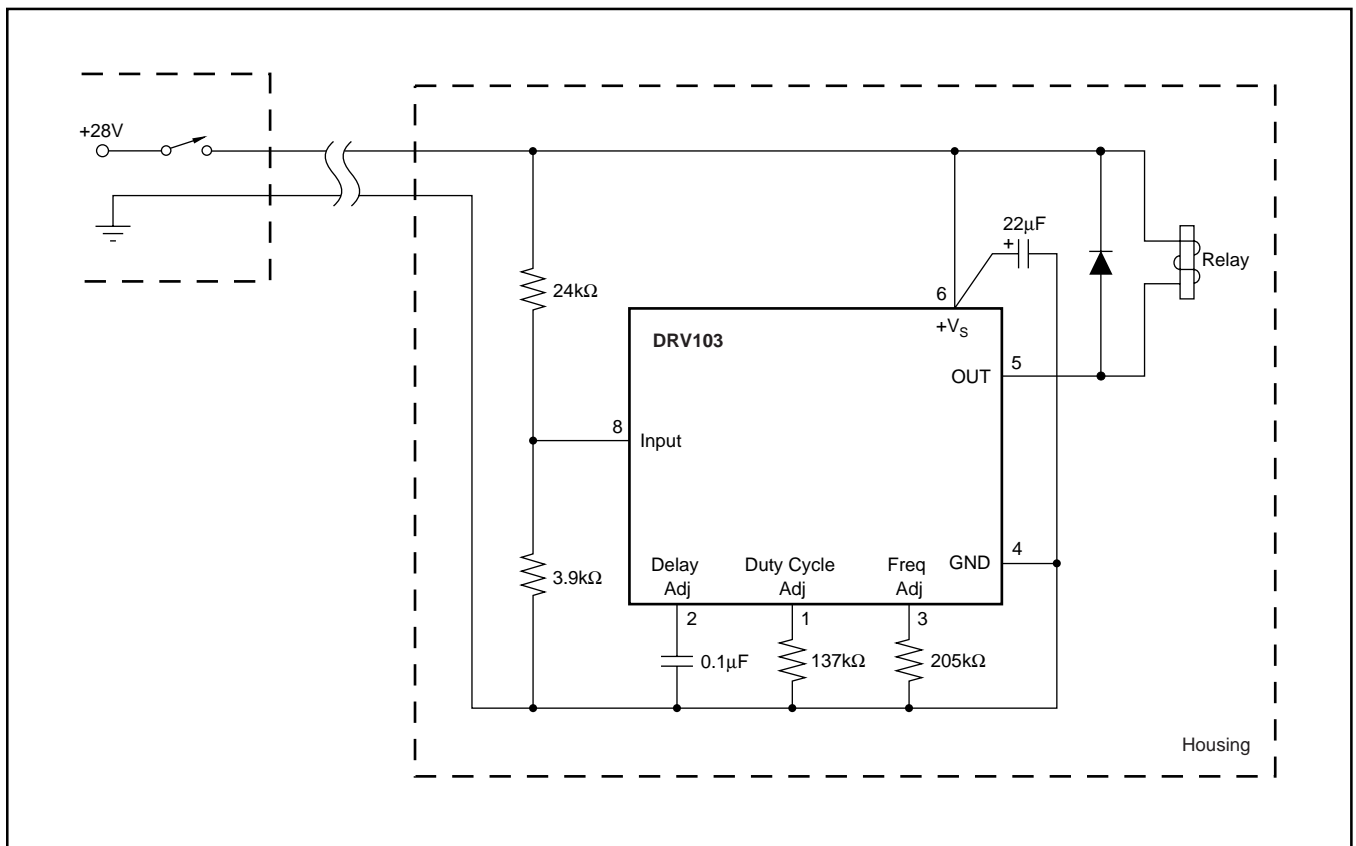 +28V
22μF
+
Relay
24kΩ
6
+VS
DRV103
OUT
5
8
Input
3.9kΩ
Delay
Adj
Duty Cycle
Adj
Freq
Adj
GND
4
2
1
3
0.1μF
137kΩ
205kΩ
Housing